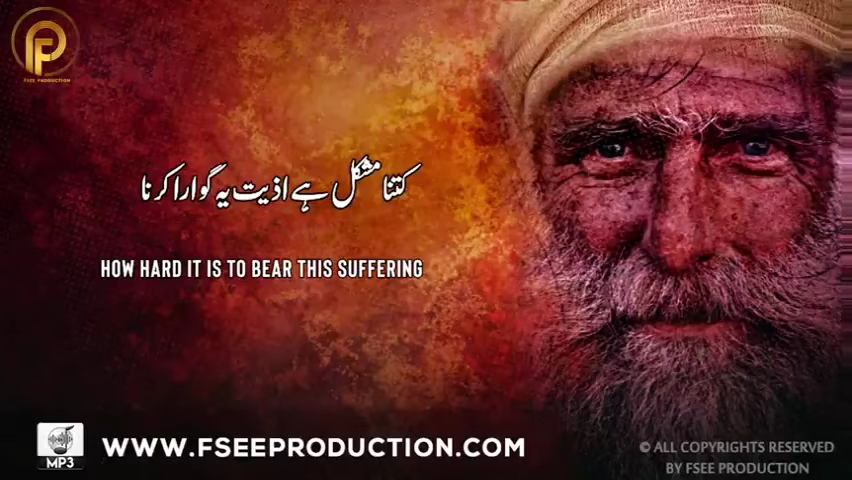 FSEE PRODUCTION
کتنا مشکل ہے اذیت یہ گوارا کرنا
HOW HARD IT IS TO BEAR THIS SUFFERING
MP3
WWW.FSEEPRODUCTION.COM
© ALL COPYRIGHTS RESERVED
BY FSEE PRODUCTION